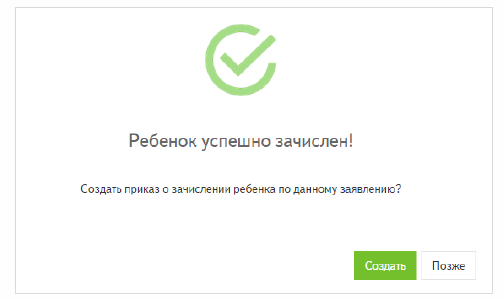 Ребенок успешно зачислен!
Создать приказ о зачислении ребенка по данному заявлению?
Создать Позже